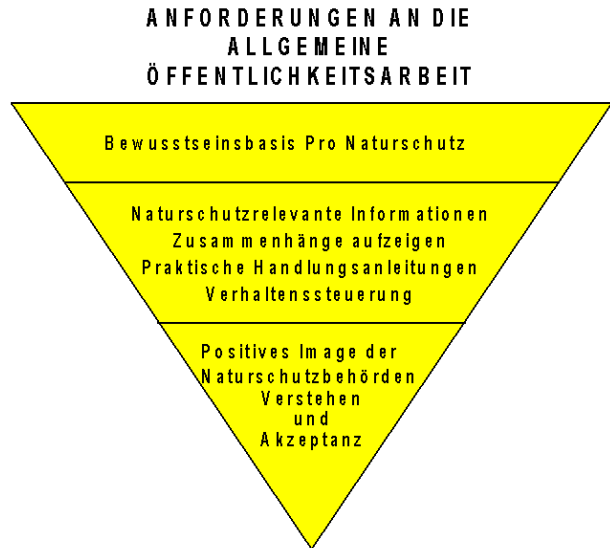 ANFORDERUNGEN AN DIE
ALLGEMEINE
ÖFFENTLICHKEITSARBEIT
Bewusstseinsbasis Pro Naturschutz
Naturschutzrelevante Informationen
Zusammenhänge aufzeigen
Praktische Handlungsanleitungen
Verhaltenssteuerung
Positives Image der
Naturschutzbehörden
Verstehen
und
Akzeptanz